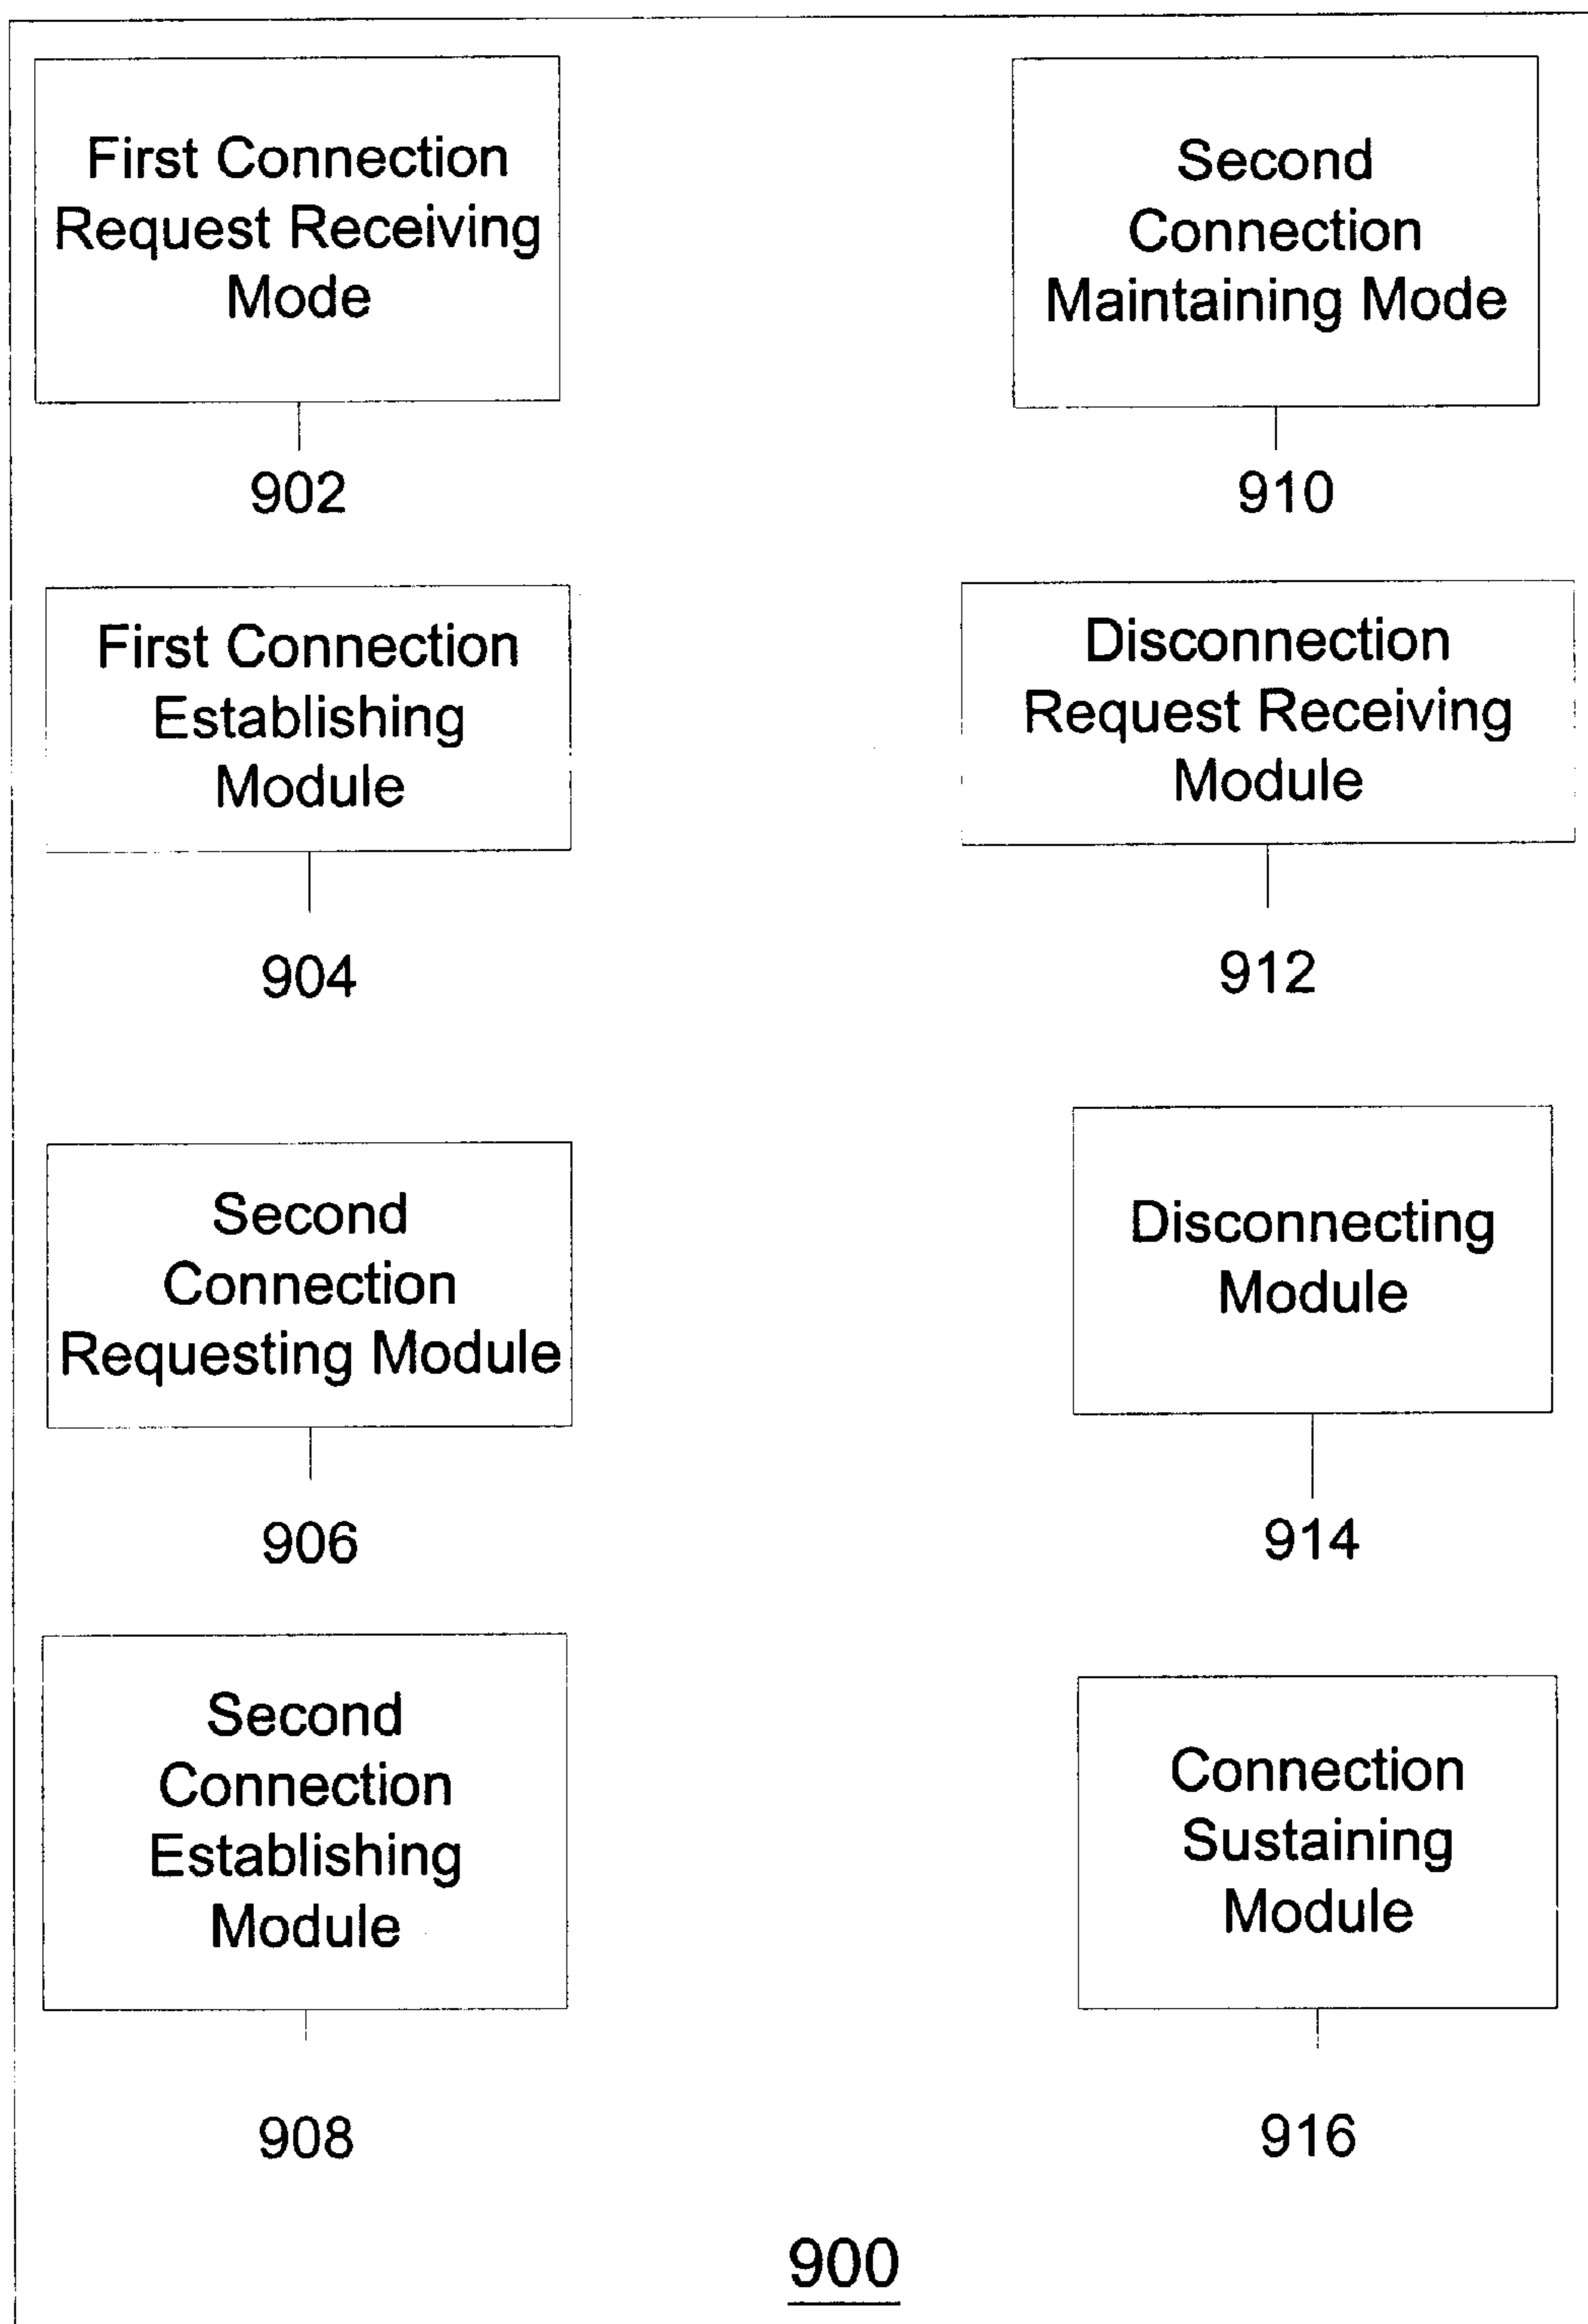 First Connection
Request Receiving
Mode
902
First Connection
Establishing
Module
904
Second
Connection
Requesting Module
906
Second
Connection
Establishing
Module
908
Second
Connection
Maintaining Mode
910
Disconnection
Request Receiving
Module
912
Disconnecting
Module
914
Connection
Sustaining
Module
916
900